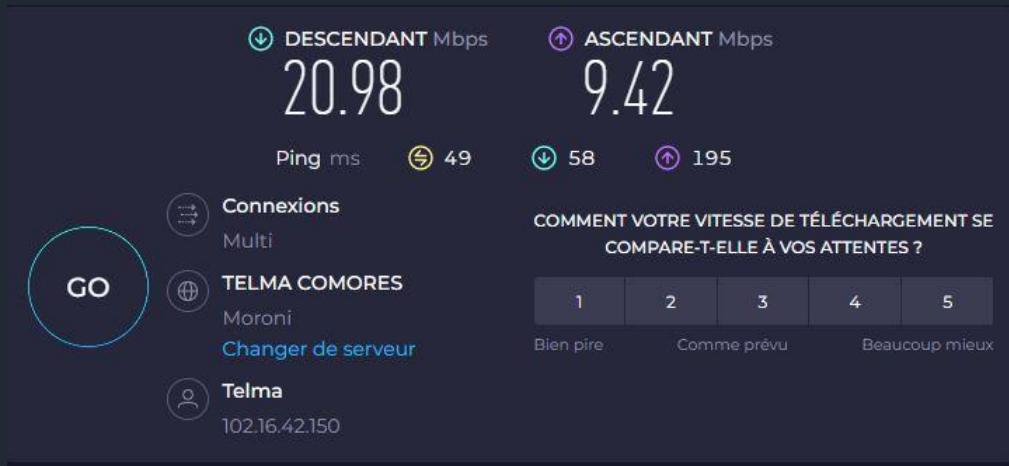 DESCENDANT Mbps
ASCENDANT Mbps
20.98
9.42
Ping ms 49 58 195
Connexions
Multi
TELMA COMORES
Moroni
Changer de serveur
Telma
102.16.42.150
GO
COMMENT VOTRE VITESSE DE TÉLÉCHARGEMENT SE
COMPARE-T-ELLE À VOS ATTENTES ?
1 2 3 4 5
Bien pire Comme prévu Beaucoup mieux